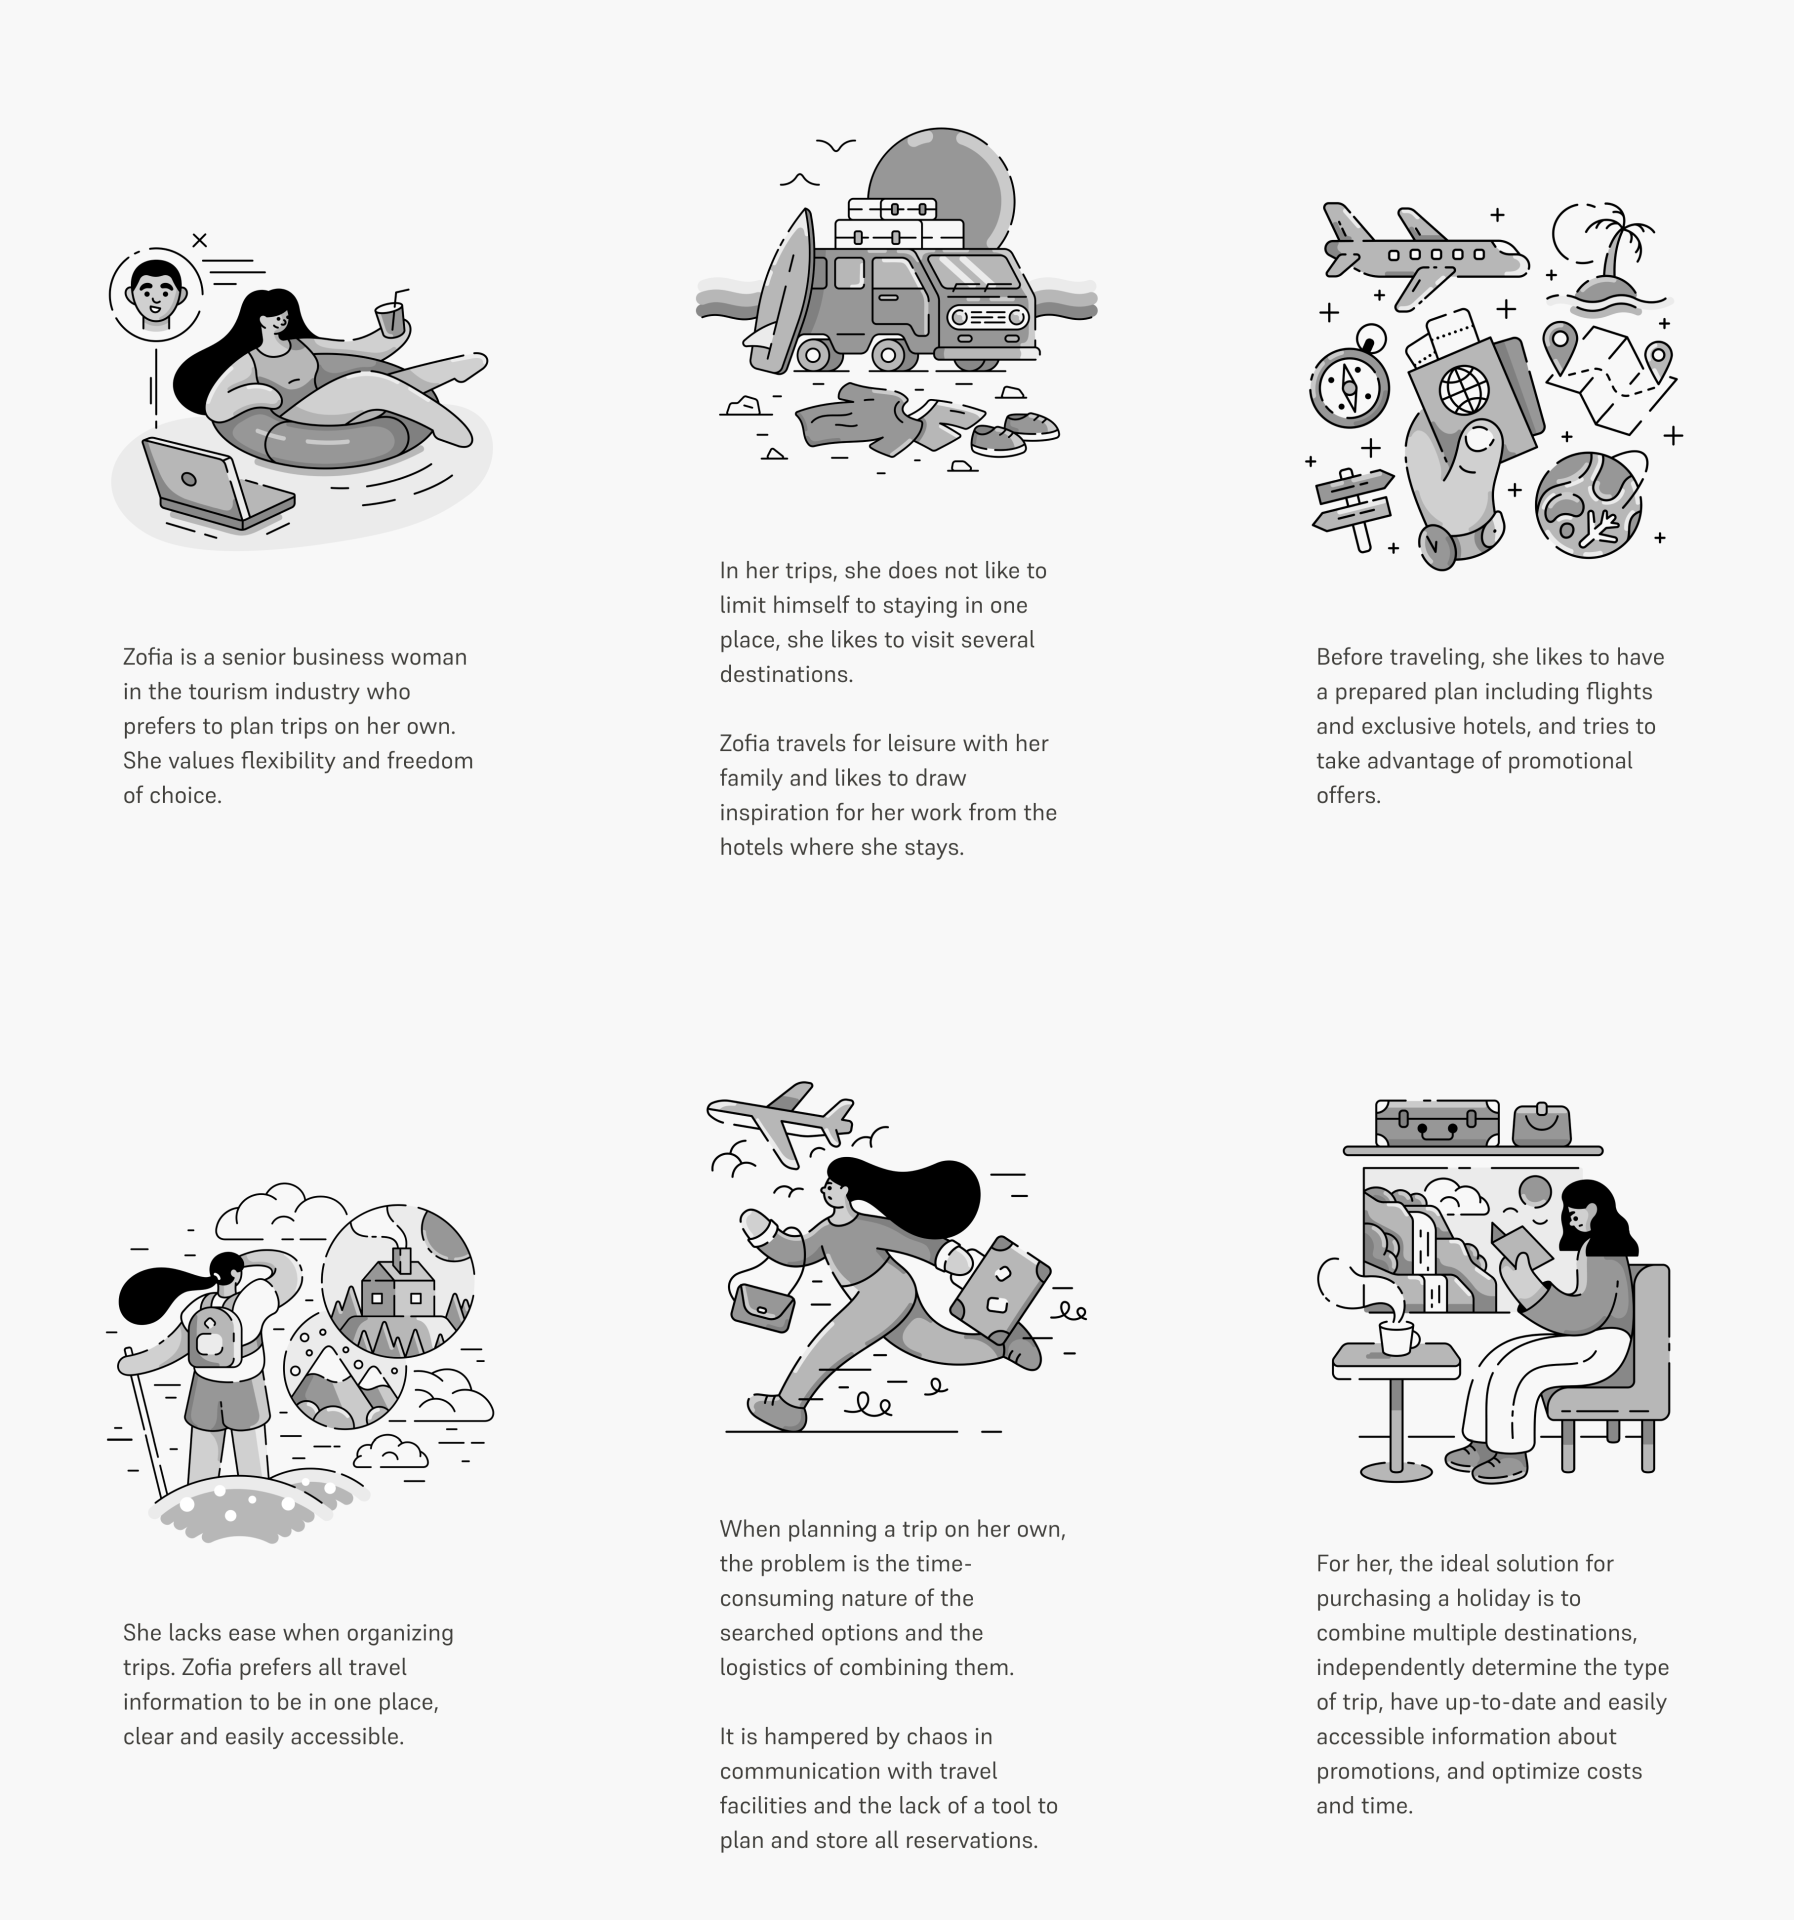 Zofia is a senior business woman
in the tourism industry who
prefers to plan trips on her own.
She values flexibility and freedom
of choice.
In her trips, she does not like to
limit himself to staying in one
place, she likes to visit several
destinations.
Zofia travels for leisure with her
family and likes to draw
inspiration for her work from the
hotels where she stays.
Before traveling, she likes to have
a prepared plan including flights
and exclusive hotels, and tries to
take advantage of promotional
offers.
She lacks ease when organizing
trips. Zofia prefers all travel
information to be in one place,
clear and easily accessible.
When planning a trip on her own,
the problem is the time-
consuming nature of the
searched options and the
logistics of combining them.
It is hampered by chaos in
communication with travel
facilities and the lack of a tool to
plan and store all reservations.
For her, the ideal solution for
purchasing a holiday is to
combine multiple destinations,
independently determine the type
of trip, have up-to-date and easily
accessible information about
promotions, and optimize costs
and time.